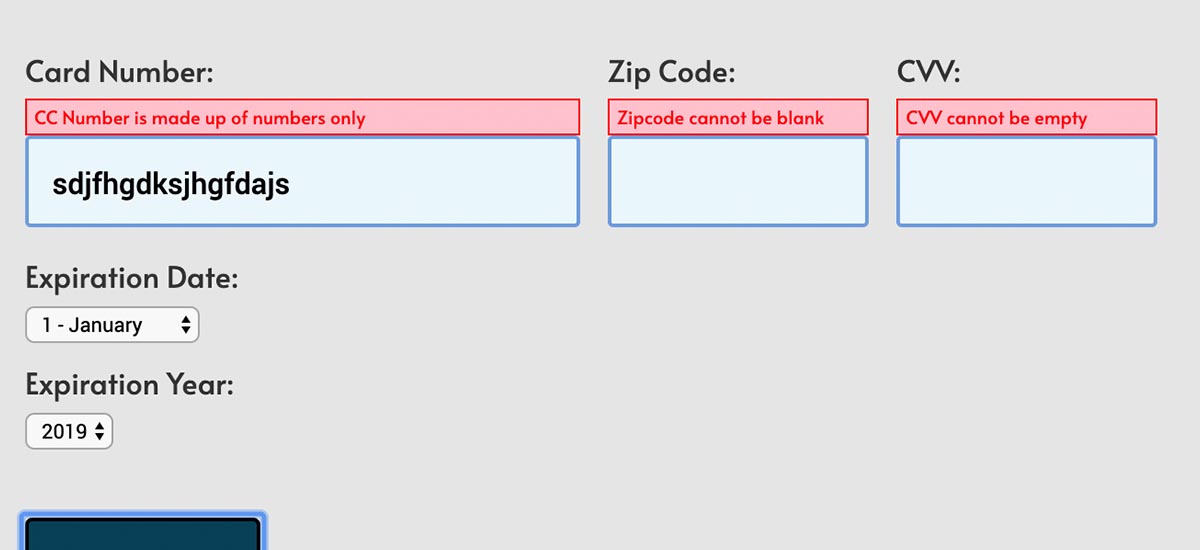 Card Number:
Zip Code:
CVV:
CC Number is made up of numbers only
Zipcode cannot be blank
CVV cannot be empty
sdjfhgdksjhgfdajs
Expiration Date:
1 - January
Expiration Year:
2019